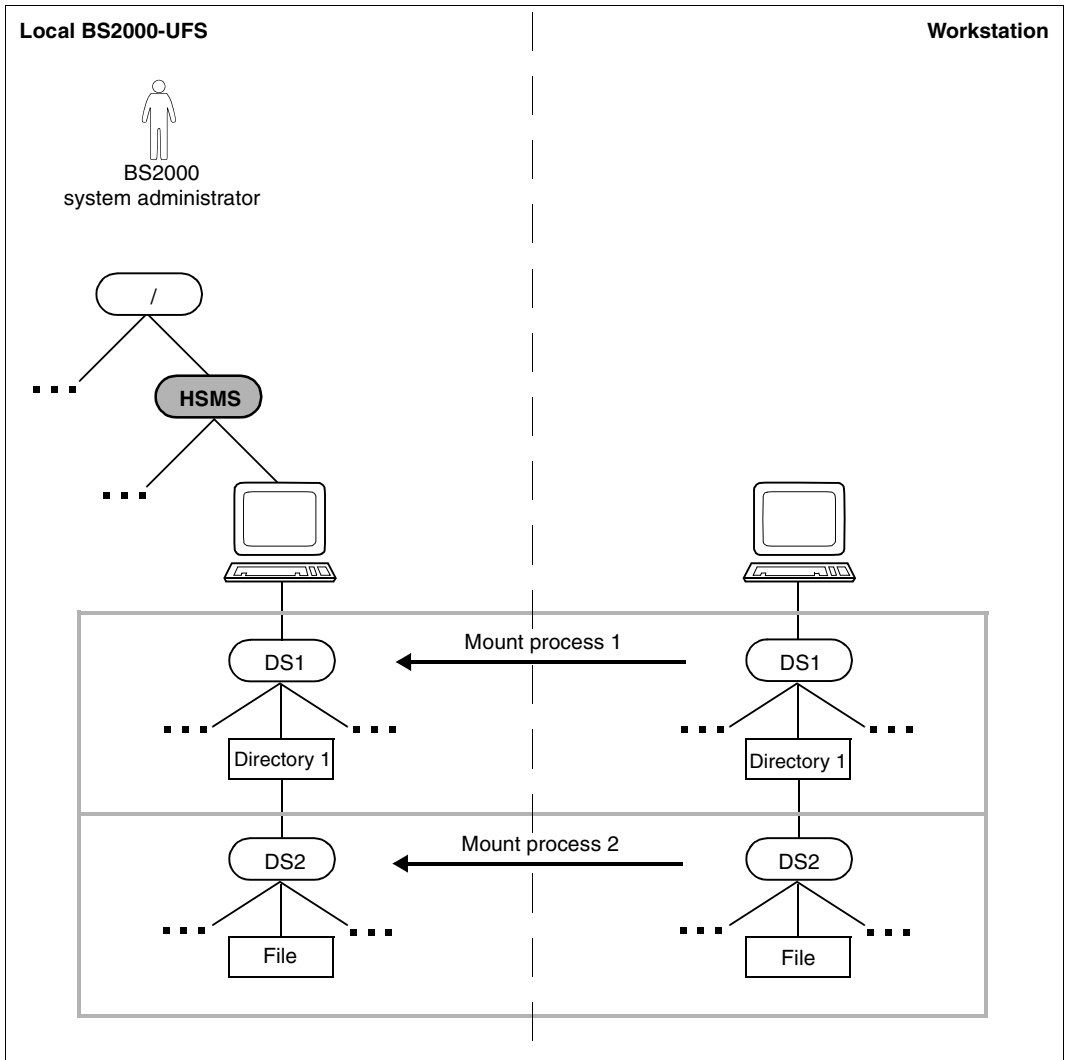 Local BS2000-UFS
Workstation
BS2000
system administrator
/
...
HSMS
...
Mount process 1
DS1
DS1
...
...
...
...
Directory 1
Directory 1
Mount process 2
DS2
DS2
...
...
...
...
File
File